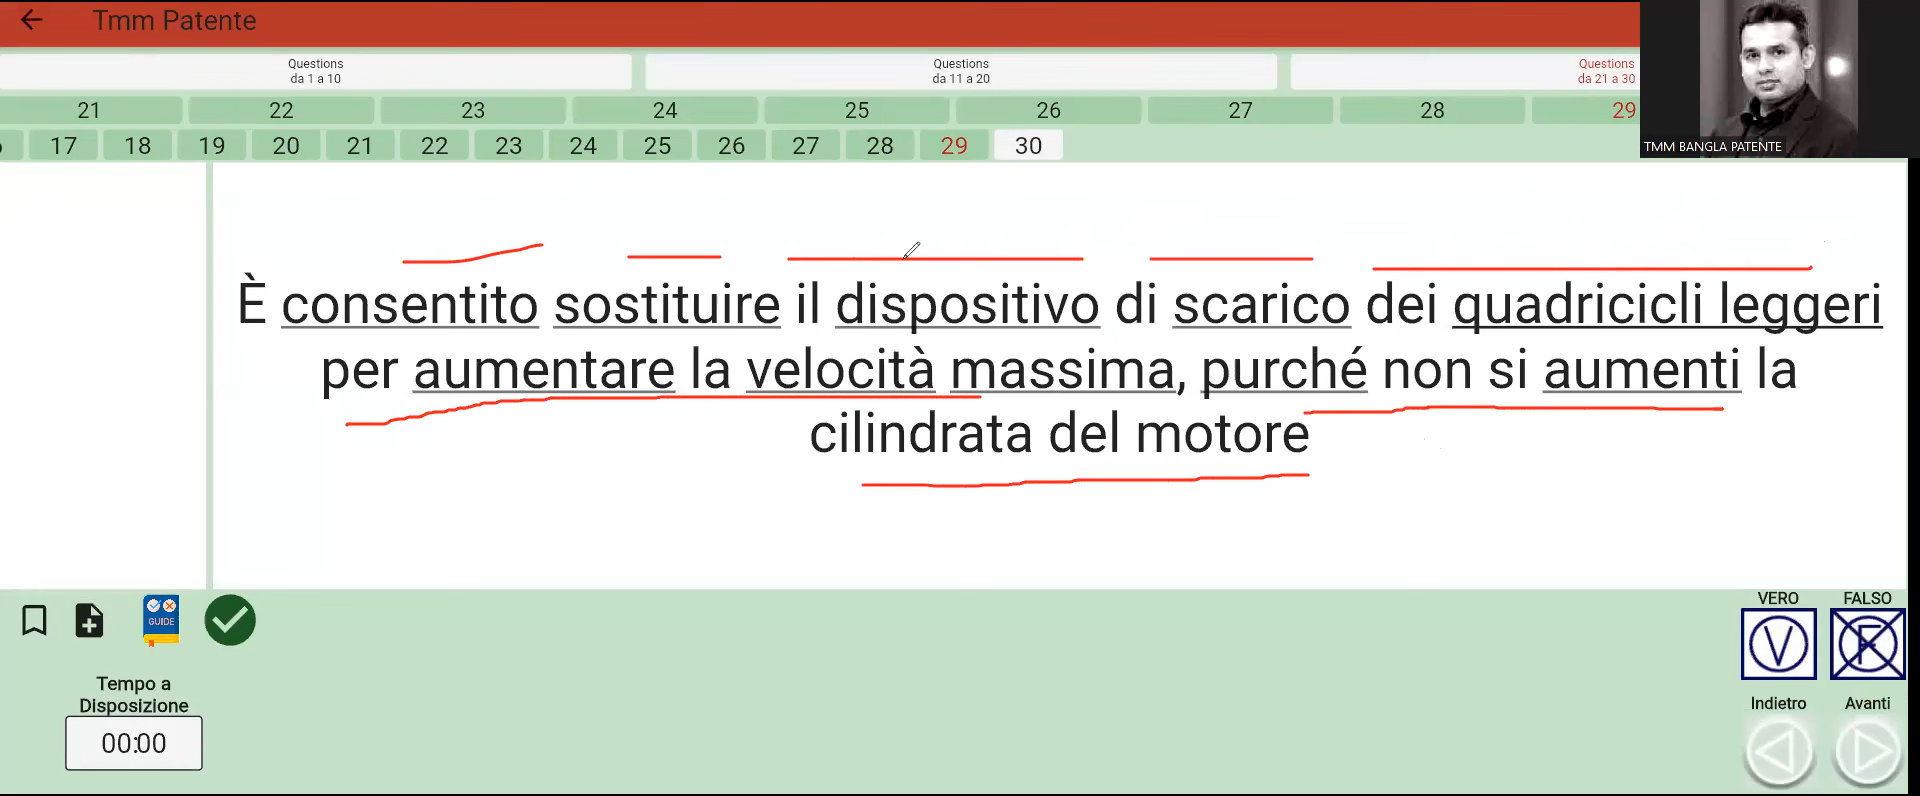 Tmm Patente
Questions
da 1 a 10
Questions
da 11 a 20
Questions
da 21 a 30
21 22 23 24 25 26 27 28 29
17 18 19 20 21 22 23 24 25 26 27 28 29 30
TMM BANGLA PATENTE
È consentito sostituire il dispositivo di scarico dei quadricicli leggeri
per aumentare la velocità massima, purché non si aumenti la
cilindrata del motore
GUIDE
VERO FALSO
V F
Tempo a
Disposizione
00:00
Indietro Avanti